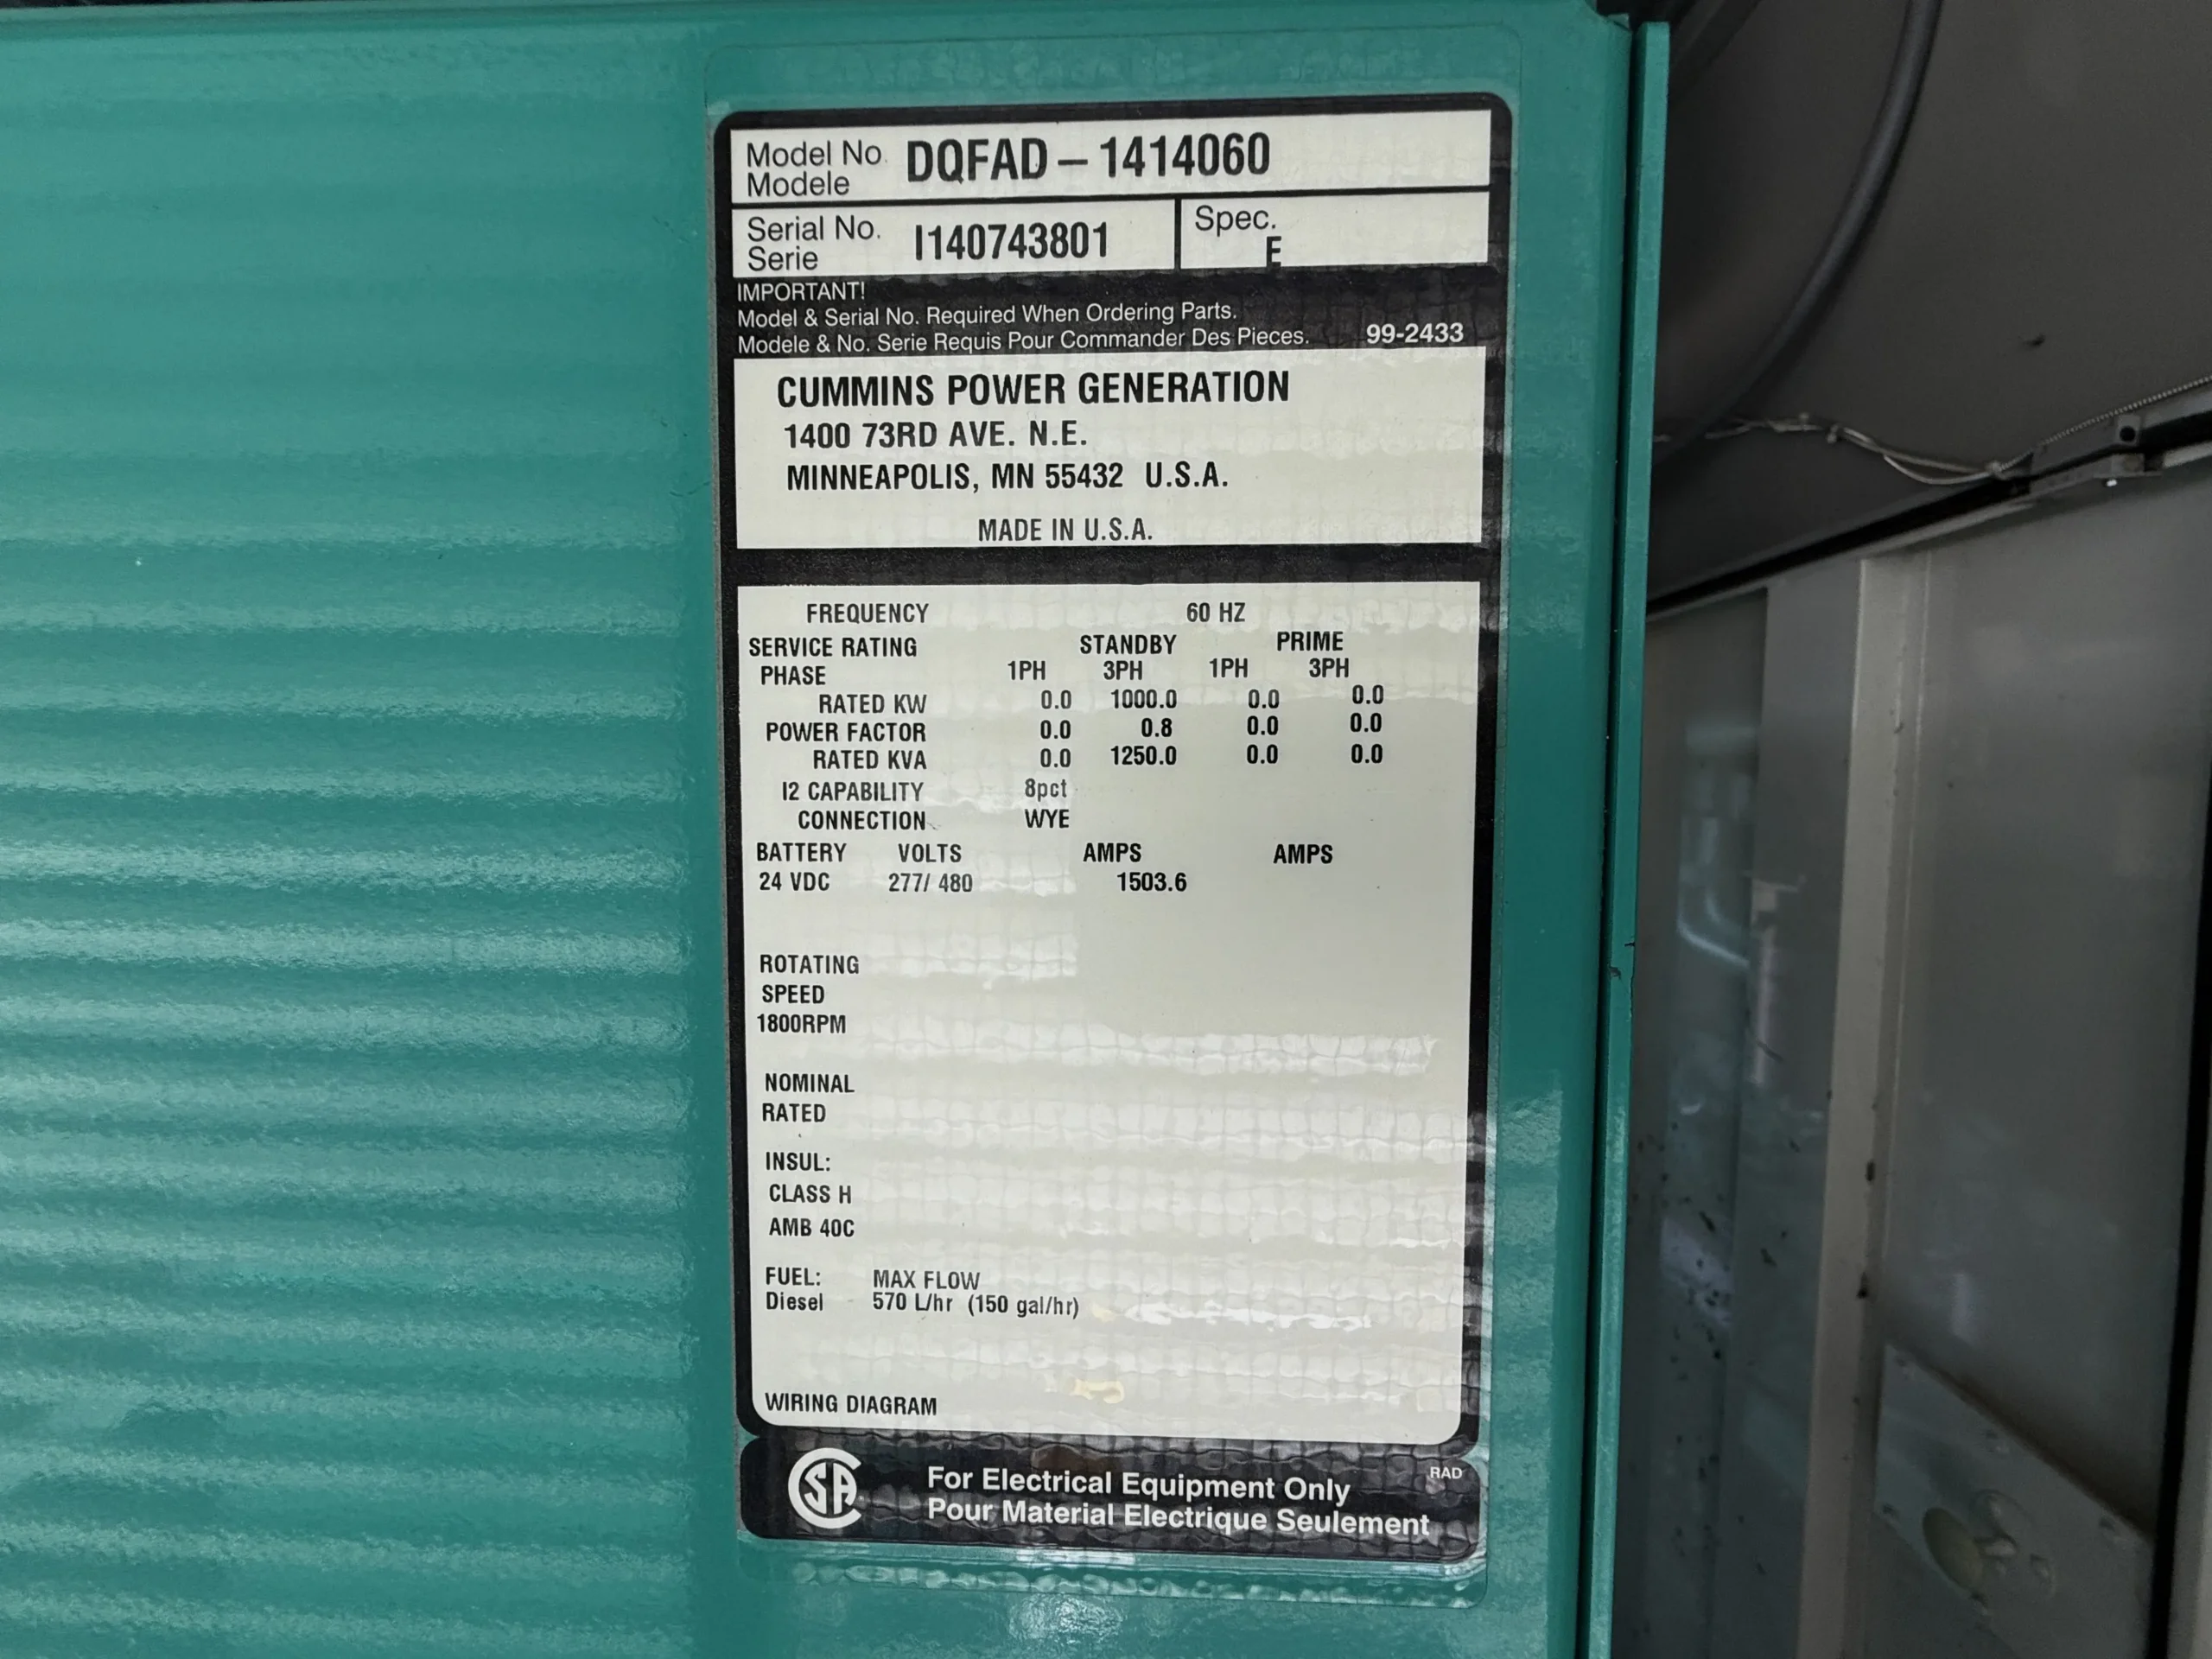 Model No. DQFAD – 1414060
Modele
Serial No. I140743801 Spec.
Serie E
IMPORTANT!
Model & Serial No. Required When Ordering Parts.
Modele & No. Serie Requis Pour Commander Des Pieces. 99-2433
CUMMINS POWER GENERATION
1400 73RD AVE. N.E.
MINNEAPOLIS, MN 55432 U.S.A.
MADE IN U.S.A.
FREQUENCY 60 HZ
SERVICE RATING STANDBY PRIME
PHASE 1PH 3PH 1PH 3PH
RATED KW 0.0 1000.0 0.0 0.0
POWER FACTOR 0.0 0.8 0.0 0.0
RATED KVA 0.0 1250.0 0.0 0.0
I2 CAPABILITY 8pct
CONNECTION WYE
BATTERY VOLTS AMPS AMPS
24 VDC 277/ 480 1503.6
ROTATING
SPEED
1800RPM
NOMINAL
RATED
INSUL:
CLASS H
AMB 40C
FUEL: MAX FLOW
Diesel 570 L/hr (150 gal/hr)
WIRING DIAGRAM
SA For Electrical Equipment Only RAD
Pour Material Electrique Seulement